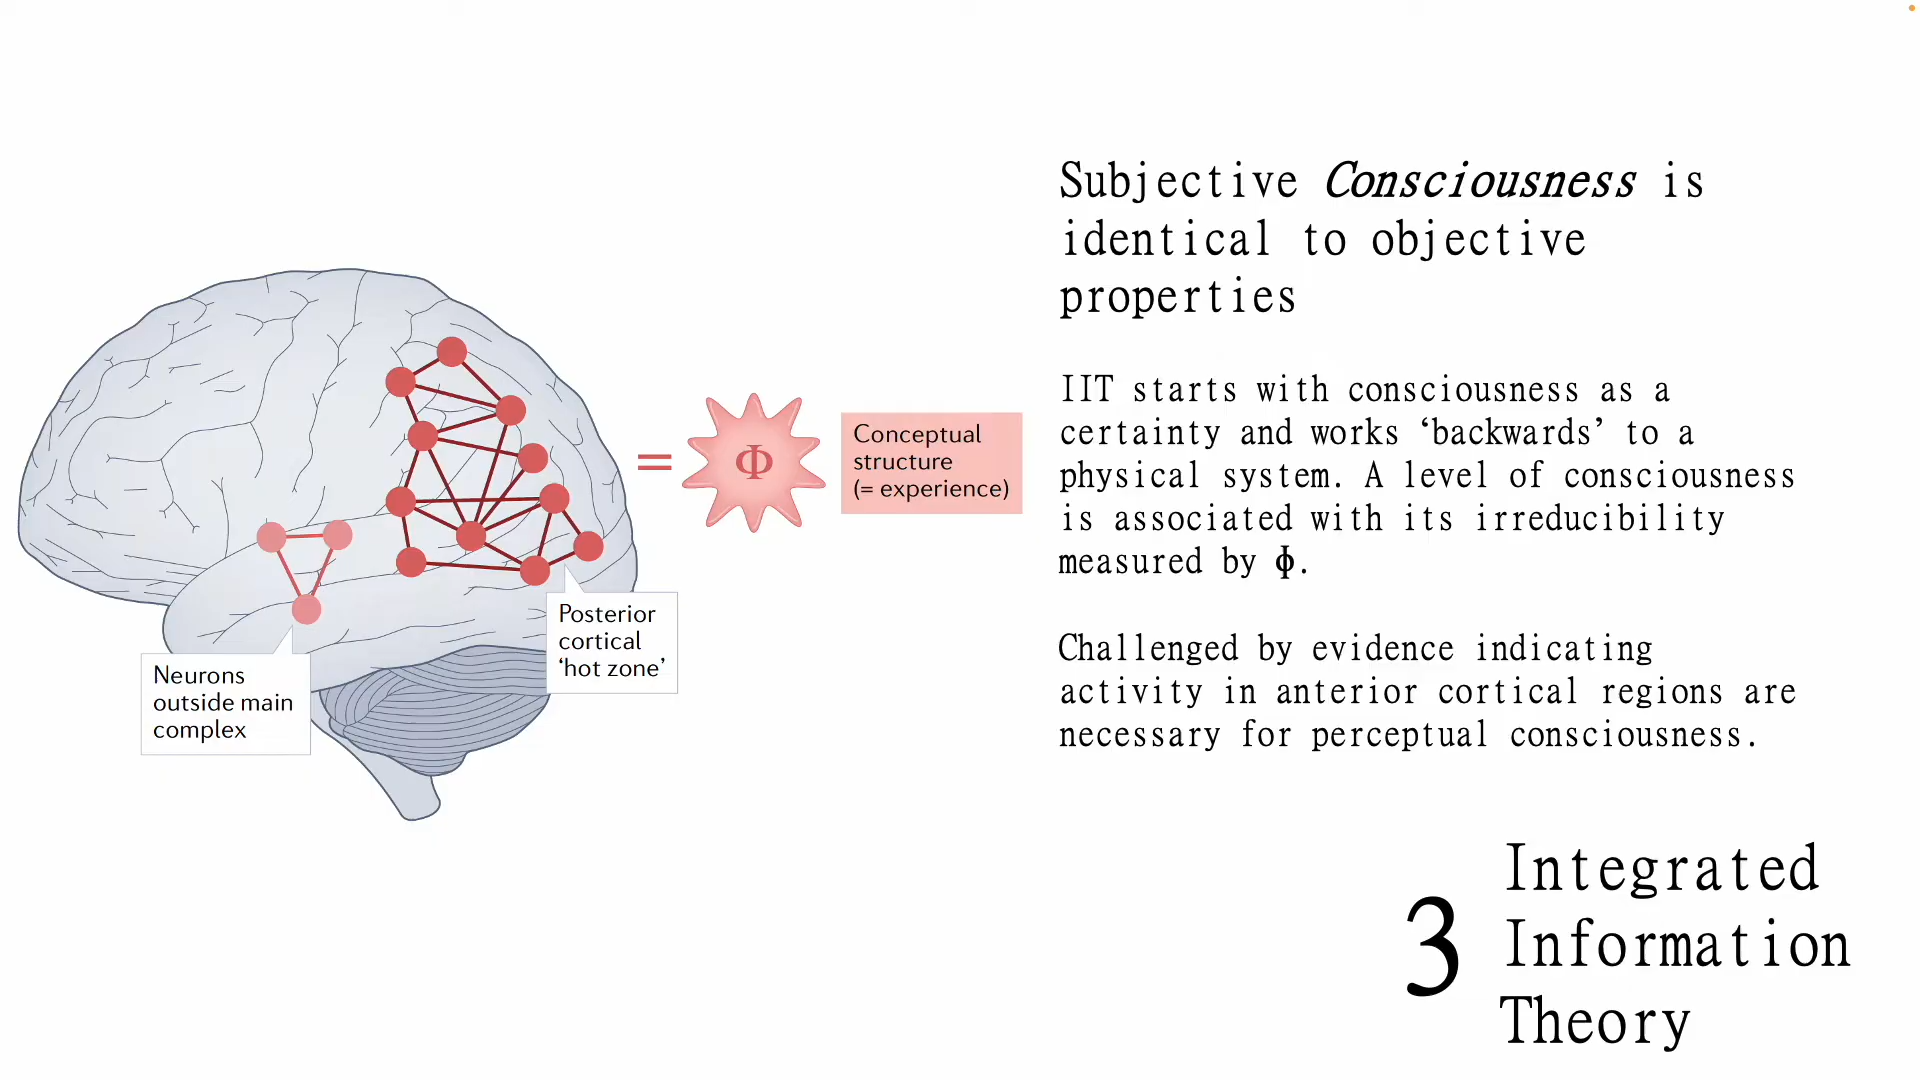 Subjective Consciousness is
identical to objective
properties
IIT starts with consciousness as a
certainty and works ‘backwards’ to a
physical system. A level of consciousness
is associated with its irreducibility
measured by Φ.
Challenged by evidence indicating
activity in anterior cortical regions are
necessary for perceptual consciousness.
=
Φ
Conceptual
structure
(= experience)
Posterior
cortical
‘hot zone’
Neurons
outside main
complex
3
Integrated
Information
Theory